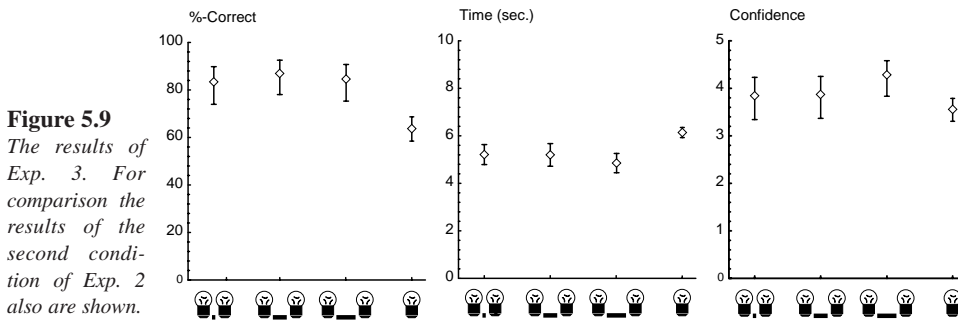 %-Correct
Time (sec.)
Confidence
100
80
60
40
20
0
10
8
6
4
2
0
5
4
3
2
1
0
Figure 5.9
The results of
Exp. 3. For
comparison the
results of the
second condi-
tion of Exp. 2
also are shown.